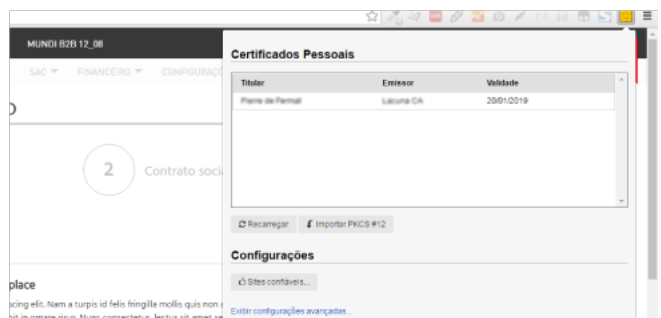 MUNDI B2B 12_08
SAC FINANCEIRO CONFIGURAÇÕ
O
2 Contrato soci
place
scing elit. Nam a turpis id felis fringilla mollis quis non
Certificados Pessoais
Titular Emissor Validade
Pierre de Fermat Lacuna CA 20/01/2019
Recarregar Importar PKCS #12
Configurações
Sites confiáveis...
Exibir configurações avançadas...